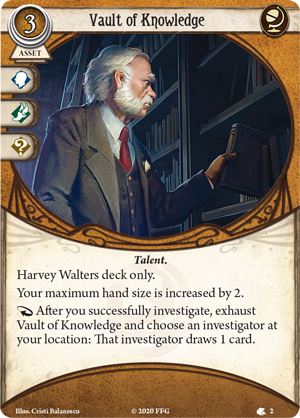 Vault of Knowledge
3
ASSET
Talent.
Harvey Walters deck only.
Your maximum hand size is increased by 2.
After you successfully investigate, exhaust
Vault of Knowledge and choose an investigator at
your location: That investigator draws 1 card.
Illus. Cristi Balanescu
© 2020 FFG
2